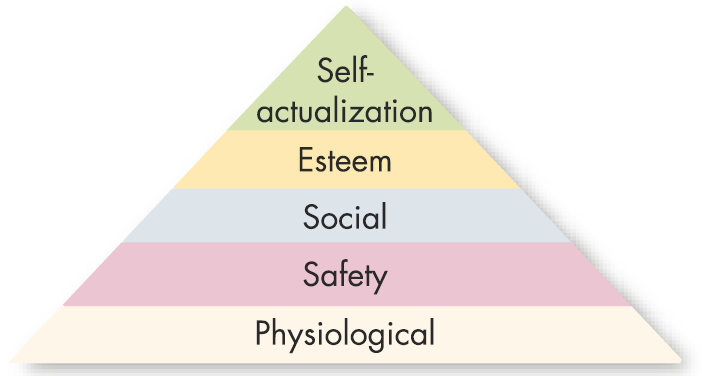 Self-
actualization
Esteem
Social
Safety
Physiological